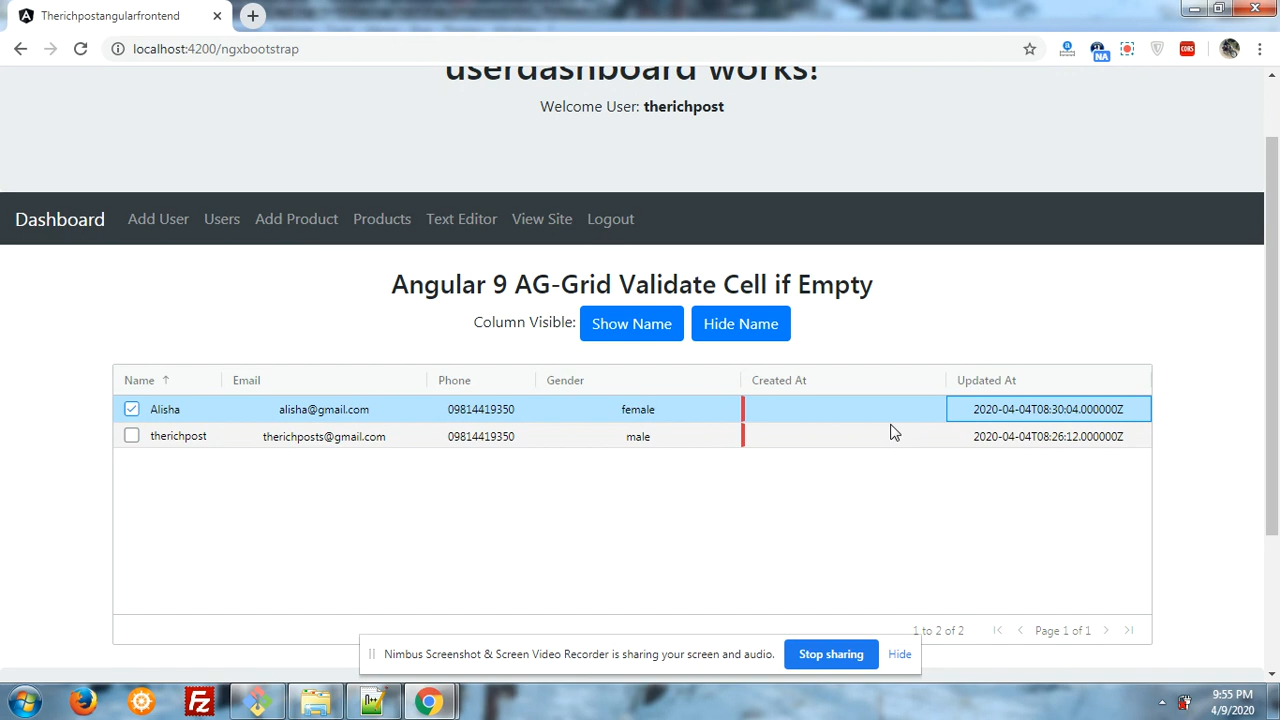 Therichpostangularfrontend
localhost:4200/ngxbootstrap
NA
CORS
userdashboard works!
Welcome User: therichpost
Dashboard Add User Users Add Product Products Text Editor View Site Logout
Angular 9 AG-Grid Validate Cell if Empty
Column Visible: Show Name Hide Name
Name Email Phone Gender Created At Updated At
Alisha alisha@gmail.com 09814419350 female 2020-04-04T08:30:04.000000Z
therichpost therichposts@gmail.com 09814419350 male 2020-04-04T08:26:12.000000Z
1 to 2 of 2 Page 1 of 1
Nimbus Screenshot & Screen Video Recorder is sharing your screen and audio. Stop sharing Hide
9:55 PM
4/9/2020